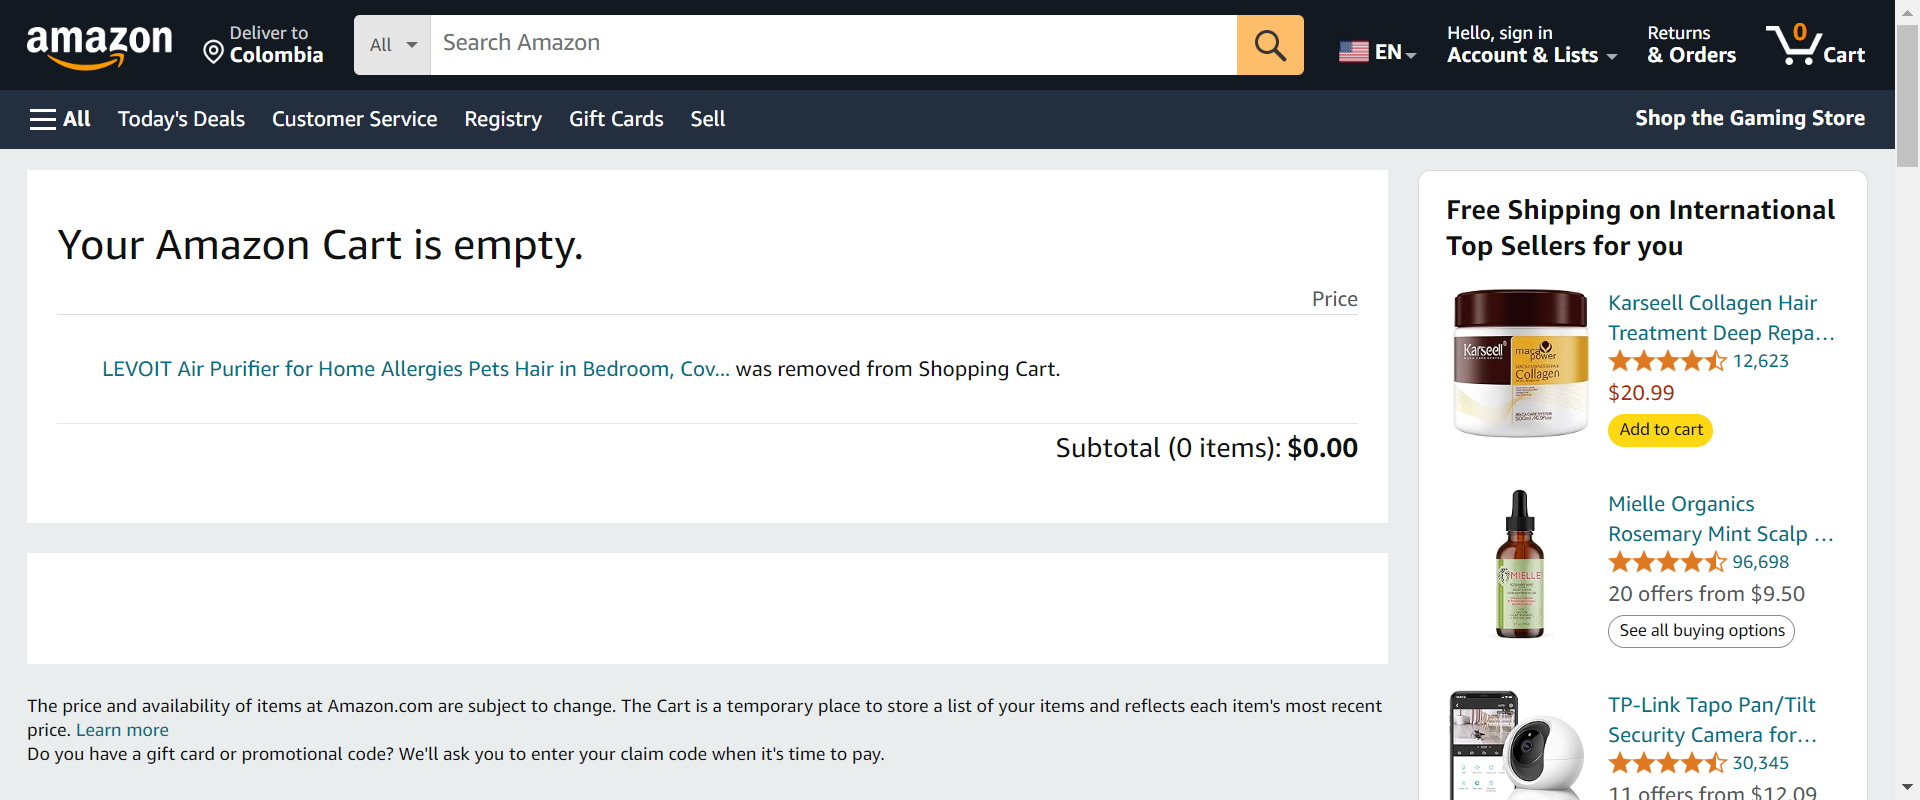 amazon
Deliver to
Colombia
All
Search Amazon
EN
Hello, sign in
Account & Lists
Returns
& Orders
0
Cart
All
Today's Deals
Customer Service
Registry
Gift Cards
Sell
Shop the Gaming Store
Your Amazon Cart is empty.
Price
LEVOIT Air Purifier for Home Allergies Pets Hair in Bedroom, Cov... was removed from Shopping Cart.
Subtotal (0 items): $0.00
The price and availability of items at Amazon.com are subject to change. The Cart is a temporary place to store a list of your items and reflects each item's most recent
price. Learn more
Do you have a gift card or promotional code? We'll ask you to enter your claim code when it's time to pay.
Free Shipping on International
Top Sellers for you
Karseell
maca
power
Collagen
Karseell Collagen Hair
Treatment Deep Repa...
12,623
$20.99
Add to cart
MIELLE
Mielle Organics
Rosemary Mint Scalp ...
96,698
20 offers from $9.50
See all buying options
TP-Link Tapo Pan/Tilt
Security Camera for...
30,345
11 offers from $12.09